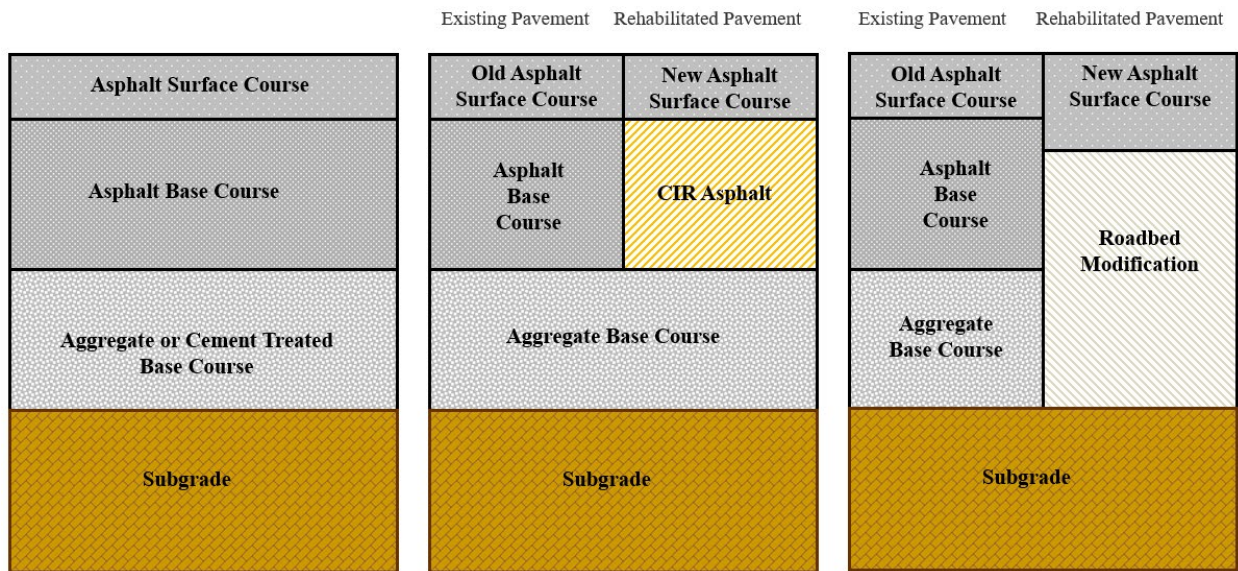 Existing Pavement
Rehabilitated Pavement
Existing Pavement
Rehabilitated Pavement
Asphalt Surface Course
Asphalt Base Course
Aggregate or Cement Treated
Base Course
Subgrade
Old Asphalt
Surface Course
New Asphalt
Surface Course
Asphalt
Base
Course
CIR Asphalt
Aggregate Base Course
Subgrade
Old Asphalt
Surface Course
New Asphalt
Surface Course
Asphalt
Base
Course
Roadbed
Modification
Aggregate
Base Course
Subgrade